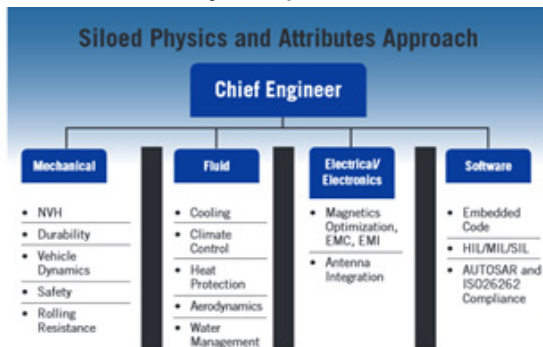 Siloed Physics and Attributes Approach
Chief Engineer
Mechanical
• NVH
• Durability
• Vehicle
Dynamics
• Safety
• Rolling
Resistance
Fluid
• Cooling
• Climate
Control
• Heat
Protection
• Aerodynamics
• Water
Management
Electrical/
Electronics
• Magnetics
Optimization,
EMC, EMI
• Antenna
Integration
Software
• Embedded
Code
• HIL/MIL/SIL
• AUTOSAR and
ISO26262
Compliance